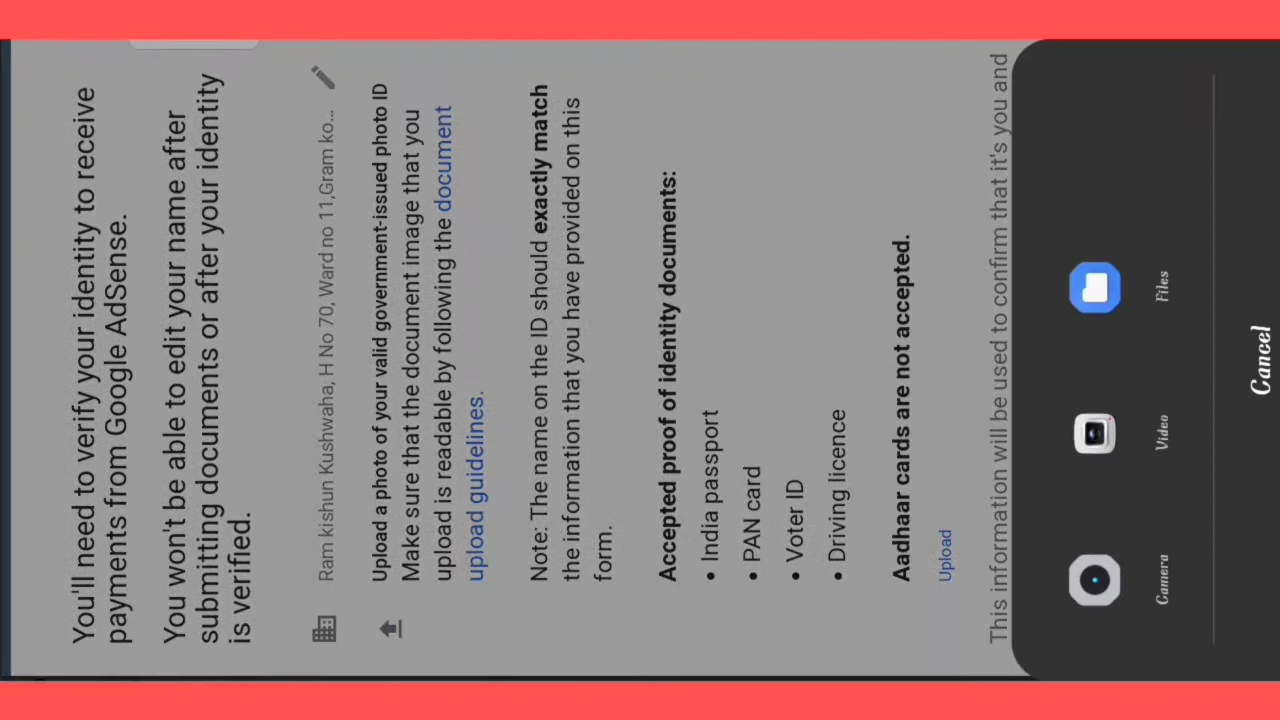 You'll need to verify your identity to receive
payments from Google AdSense.
You won't be able to edit your name after
submitting documents or after your identity
is verified.
Ram kishun Kushwaha, H No 70, Ward no 11,Gram ko...
Upload a photo of your valid government-issued photo ID
Make sure that the document image that you
upload is readable by following the document
upload guidelines.
Note: The name on the ID should exactly match
the information that you have provided on this
form.
Accepted proof of identity documents:
• India passport
• PAN card
• Voter ID
• Driving licence
Aadhaar cards are not accepted.
Upload
This information will be used to confirm that it's you and
Camera
Video
Files
Cancel